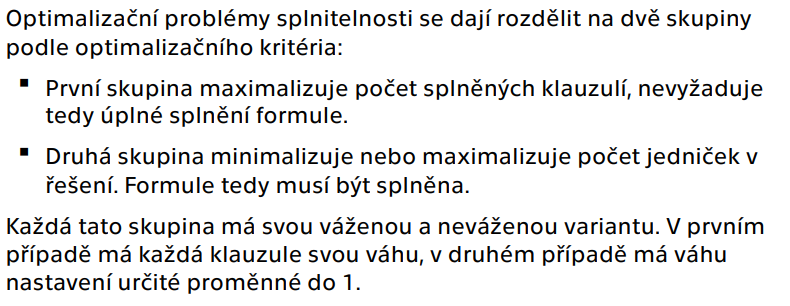 Optimalizační problémy splnitelnosti se dají rozdělit na dvě skupiny
podle optimalizačního kritéria:
▪ První skupina maximalizuje počet splněných klauzulí, nevyžaduje
tedy úplné splnění formule.
▪ Druhá skupina minimalizuje nebo maximalizuje počet jedniček v
řešení. Formule tedy musí být splněna.
Každá tato skupina má svou váženou a neváženou variantu. V prvním
případě má každá klauzule svou váhu, v druhém případě má váhu
nastavení určité proměnné do 1.